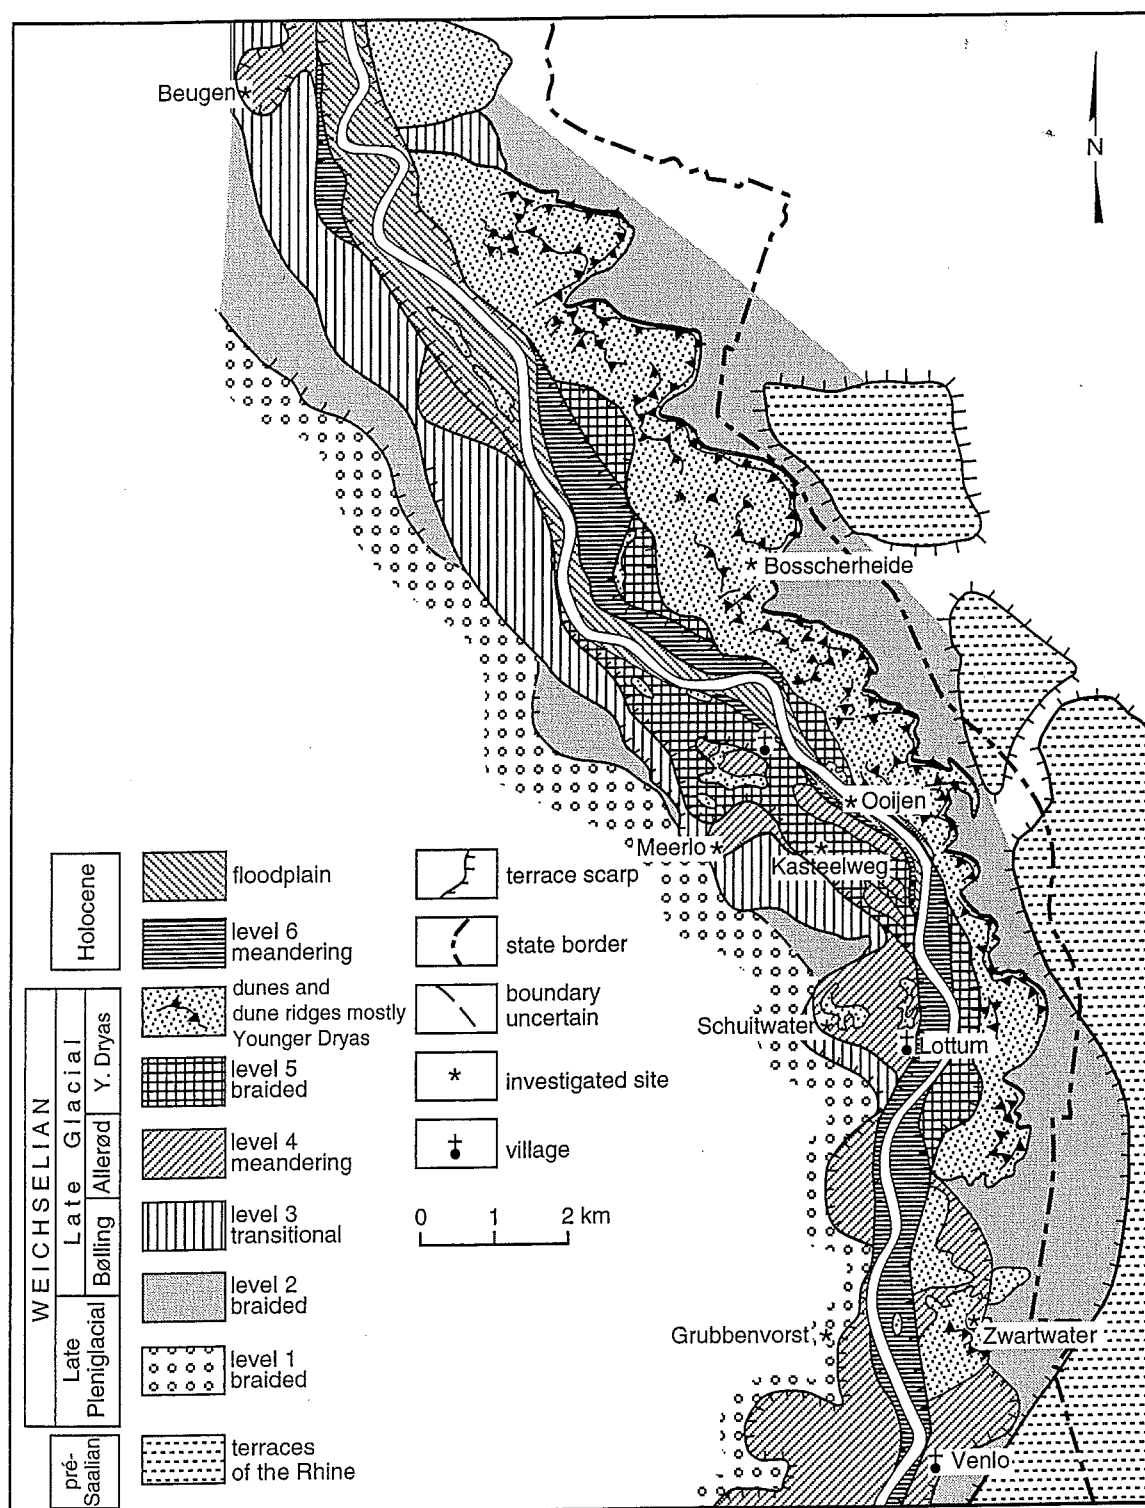 Beugen
N
Bosscherheide
Ooijen
Meerlo
Kasteelweg
Schuitwater
Lottum
Grubbenvorst
Zwartwater
Venlo
Holocene
WEICHSELIAN
Late Glacial
Y. Dryas
Allerød
Bølling
Late
Pleniglacial
pré-
Saalian
floodplain
level 6
meandering
dunes and
dune ridges mostly
Younger Dryas
level 5
braided
level 4
meandering
level 3
transitional
level 2
braided
level 1
braided
terraces
of the Rhine
terrace scarp
state border
boundary
uncertain
investigated site
village
0 1 2 km